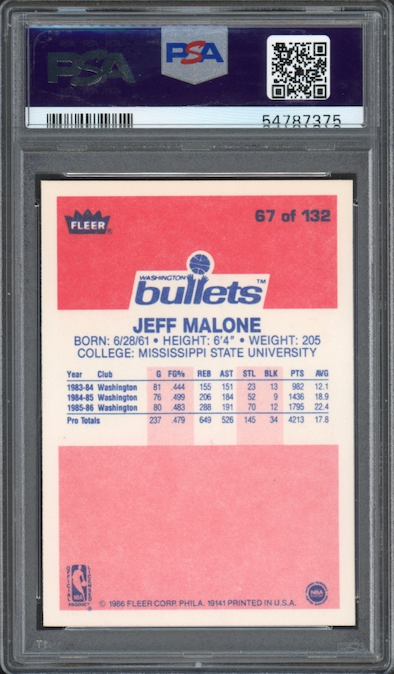 PSA PSA
54787375
FLEER 67 of 132
WASHINGTON
bullets™
JEFF MALONE
BORN: 6/28/61 • HEIGHT: 6'4" • WEIGHT: 205
COLLEGE: MISSISSIPPI STATE UNIVERSITY
Year Club G FG% REB AST STL BLK PTS AVG
1983-84 Washington 81 .444 155 151 23 13 982 12.1
1984-85 Washington 76 .499 206 184 52 9 1436 18.9
1985-86 Washington 80 .483 288 191 70 12 1795 22.4
Pro Totals 237 .479 649 526 145 34 4213 17.8
© 1986 FLEER CORP. PHILA. 19141 PRINTED IN U.S.A.